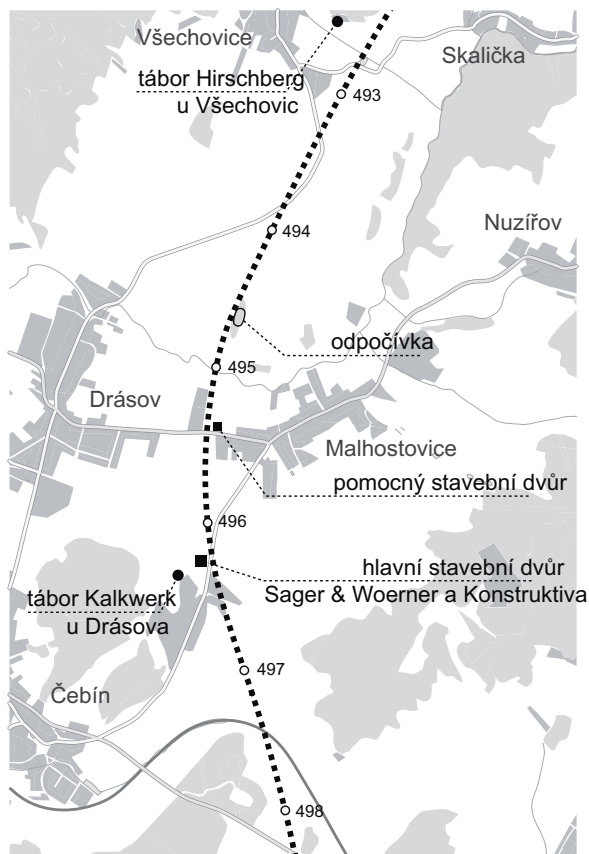 Všechovice
Skalička
tábor Hirschberg
u Všechovic
493
494
Nuzířov
odpočívka
495
Drásov
Malhostovice
pomocný stavební dvůr
496
hlavní stavební dvůr
Sager & Woerner a Konstruktiva
tábor Kalkwerk
u Drásova
497
Čebín
498